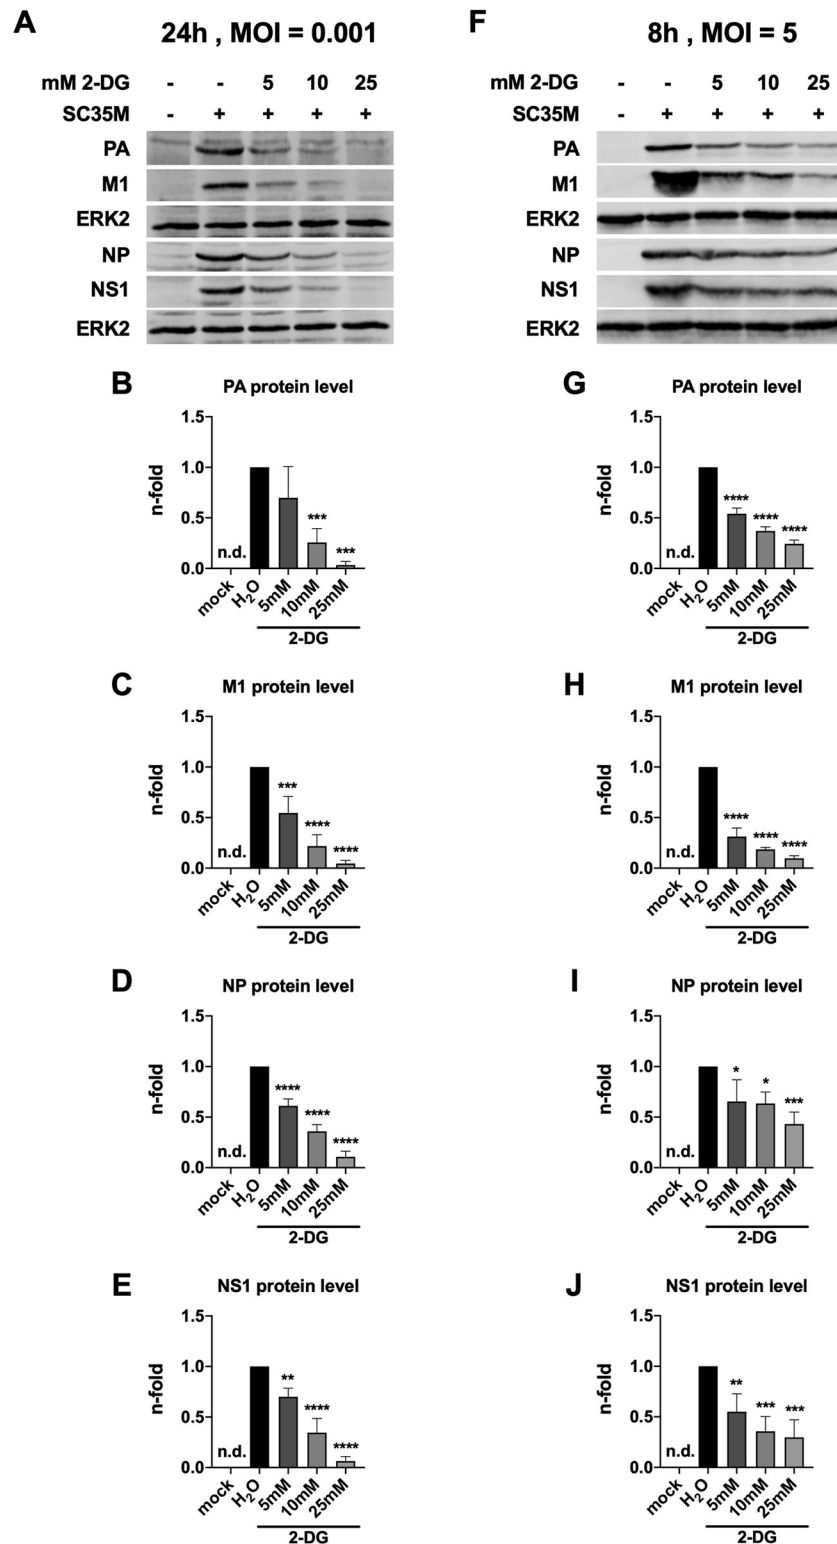 A
24h , MOI = 0.001
mM 2-DG - - 5 10 25
SC35M - + + + +
PA
M1
ERK2
NP
NS1
ERK2
B
PA protein level
n-fold
1.5
1.0
0.5
0.0
n.d.
***
***
mock H2O 5mM 10mM 25mM
2-DG
C
M1 protein level
n-fold
1.5
1.0
0.5
0.0
n.d.
***
****
****
mock H2O 5mM 10mM 25mM
2-DG
D
NP protein level
n-fold
1.5
1.0
0.5
0.0
n.d.
****
****
****
mock H2O 5mM 10mM 25mM
2-DG
E
NS1 protein level
n-fold
1.5
1.0
0.5
0.0
n.d.
**
****
****
mock H2O 5mM 10mM 25mM
2-DG
F
8h , MOI = 5
mM 2-DG - - 5 10 25
SC35M - + + + +
PA
M1
ERK2
NP
NS1
ERK2
G
PA protein level
n-fold
1.5
1.0
0.5
0.0
n.d.
****
****
****
mock H2O 5mM 10mM 25mM
2-DG
H
M1 protein level
n-fold
1.5
1.0
0.5
0.0
n.d.
****
****
****
mock H2O 5mM 10mM 25mM
2-DG
I
NP protein level
n-fold
1.5
1.0
0.5
0.0
n.d.
*
*
***
mock H2O 5mM 10mM 25mM
2-DG
J
NS1 protein level
n-fold
1.5
1.0
0.5
0.0
n.d.
**
***
***
mock H2O 5mM 10mM 25mM
2-DG